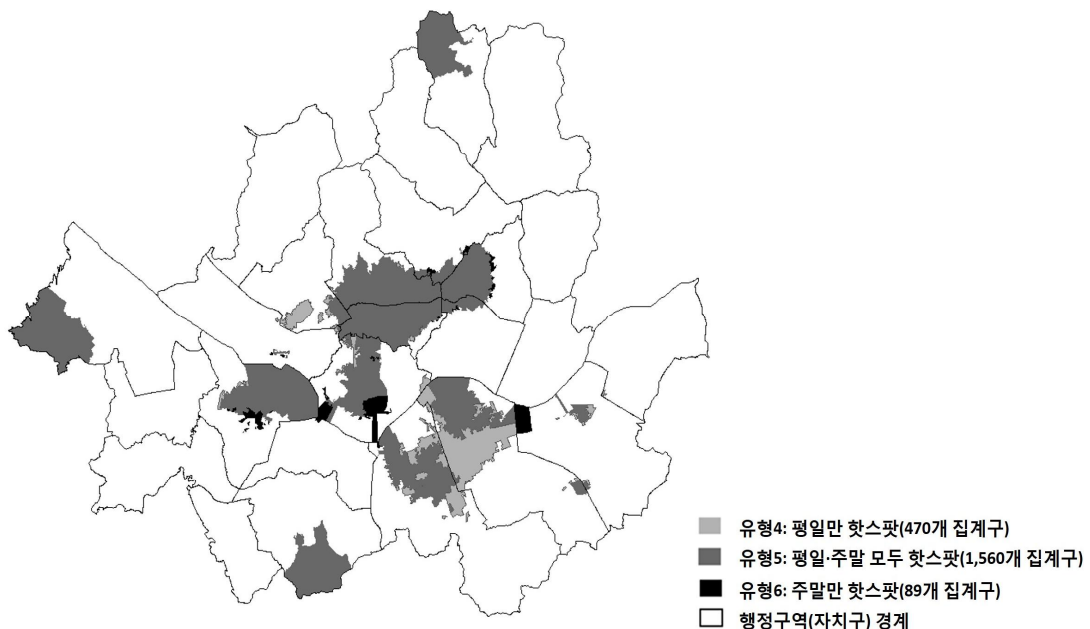 유형4: 평일만 핫스팟(470개 집계구)
유형5: 평일·주말 모두 핫스팟(1,560개 집계구)
유형6: 주말만 핫스팟(89개 집계구)
행정구역(자치구) 경계